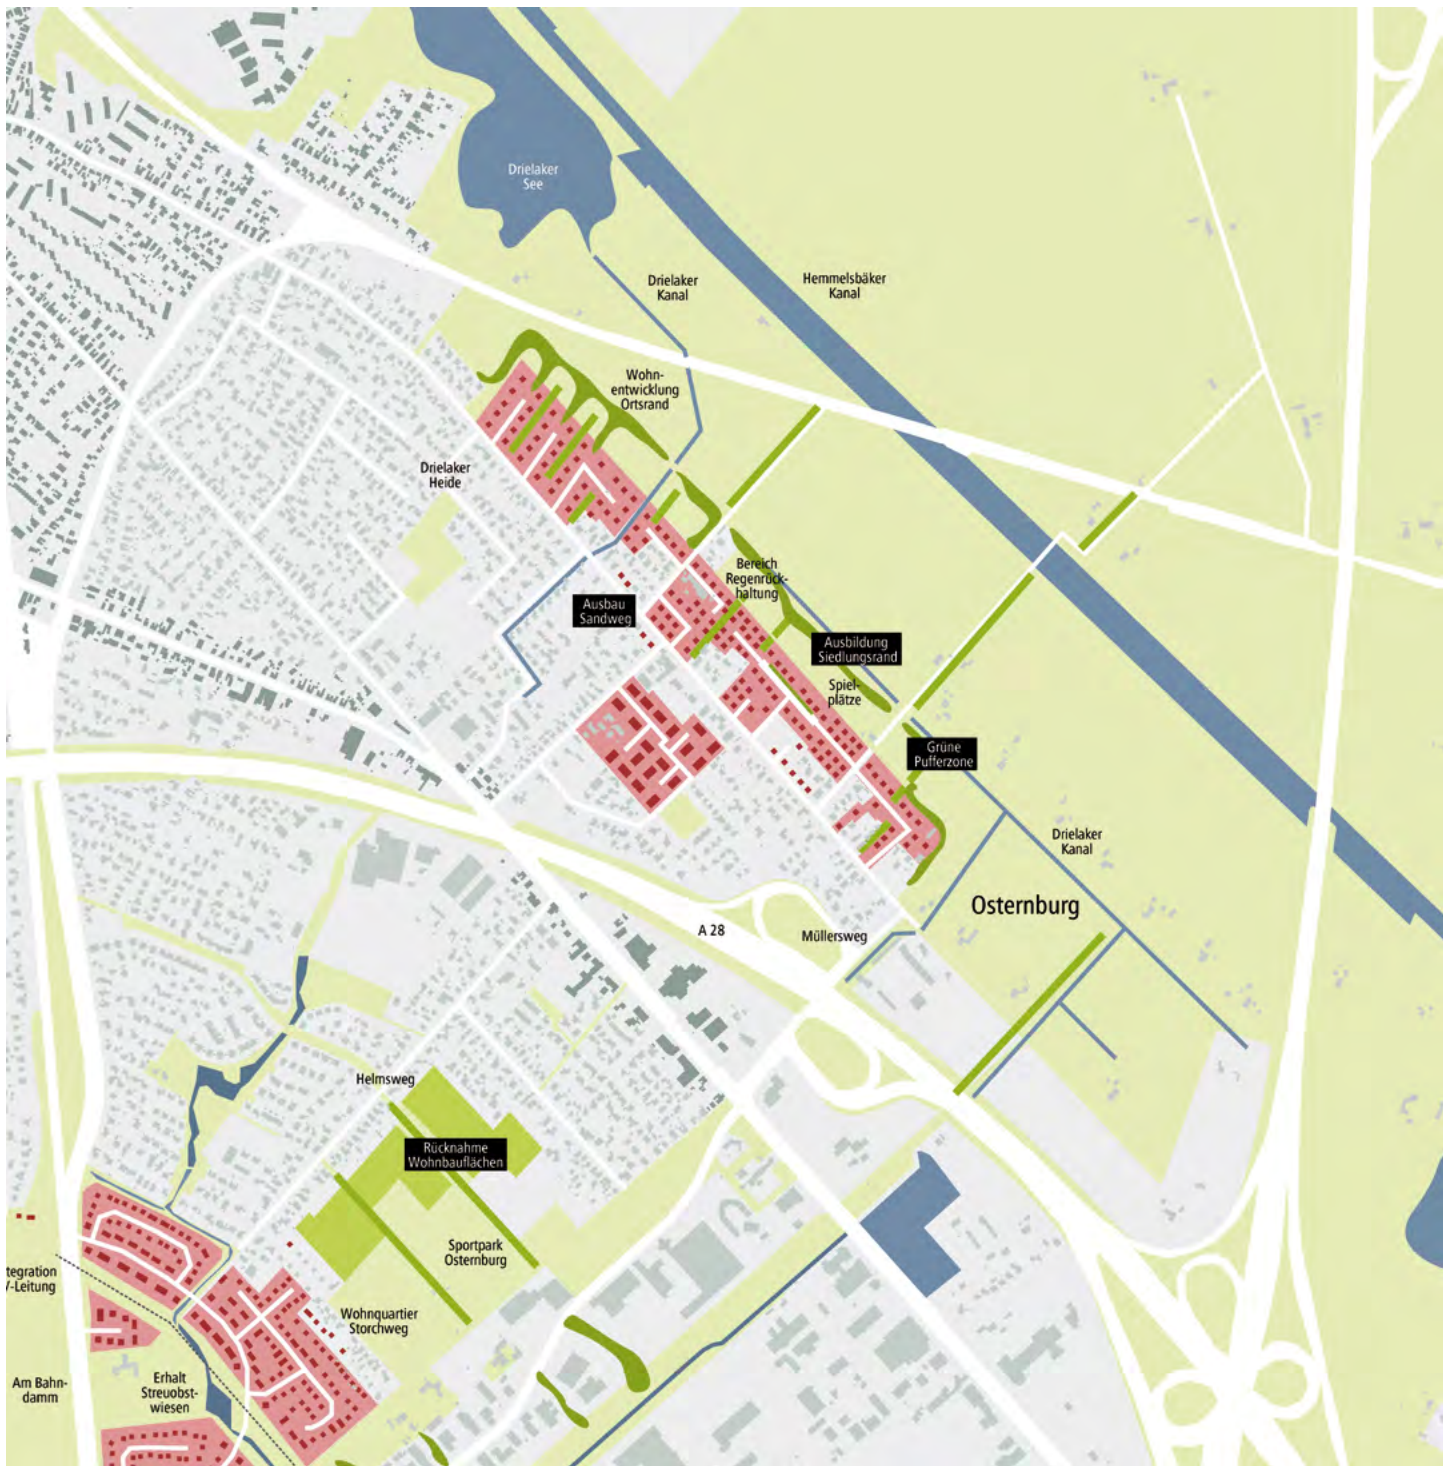 Drielaker
See
Drielaker
Kanal
Hemmelsbäker
Kanal
Wohn-
entwicklung
Ortsrand
Drielaker
Heide
Bereich
Regenrück-
haltung
Ausbau
Sandweg
Ausbildung
Siedlungsrand
Spiel-
plätze
Grüne
Pufferzone
Drielaker
Kanal
Osternburg
A 28
Müllersweg
Helmsweg
Rücknahme
Wohnbauflächen
Sportpark
Osternburg
tegration
/-Leitung
Wohnquartier
Storchweg
Am Bahn-
damm
Erhalt
Streuobst-
wiesen